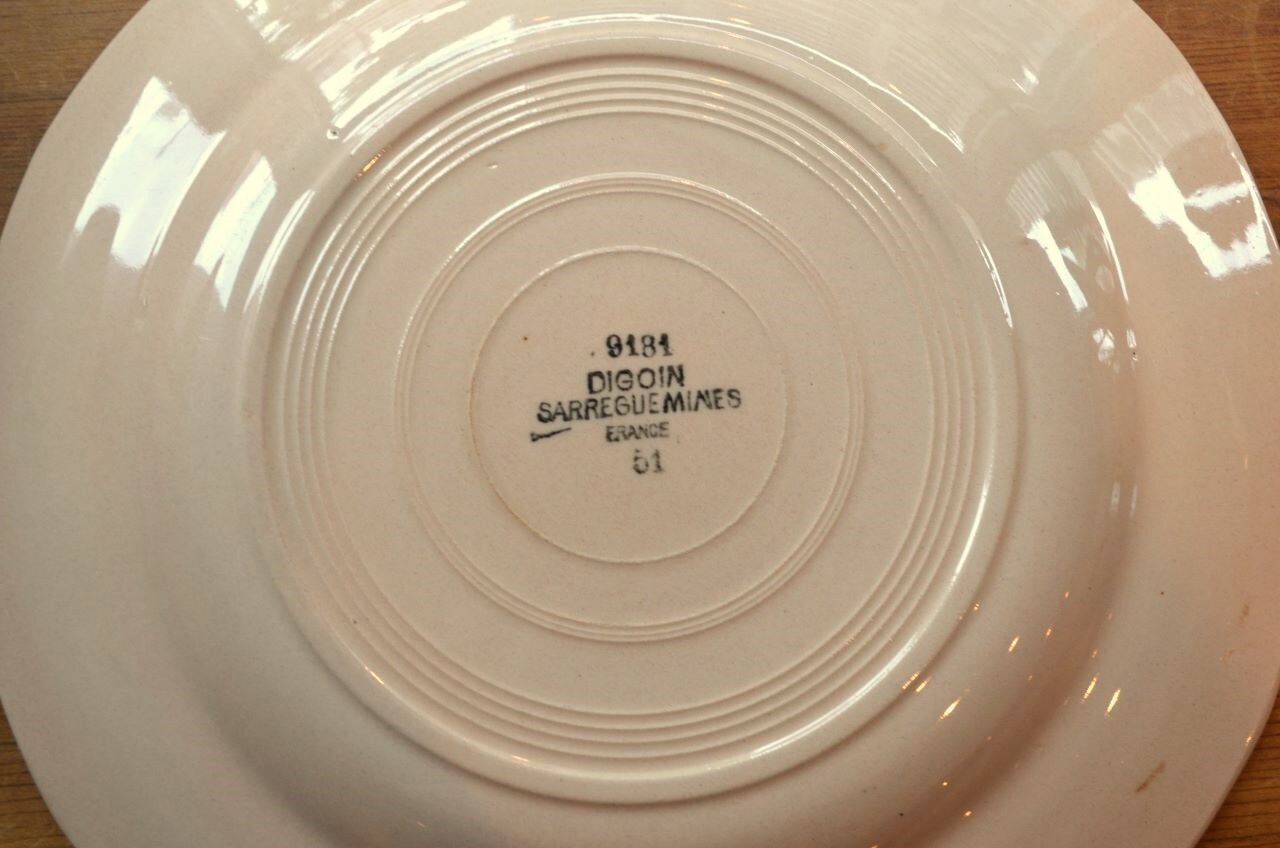 9181
DIGOIN
SARREGUEMINES
FRANCE
51